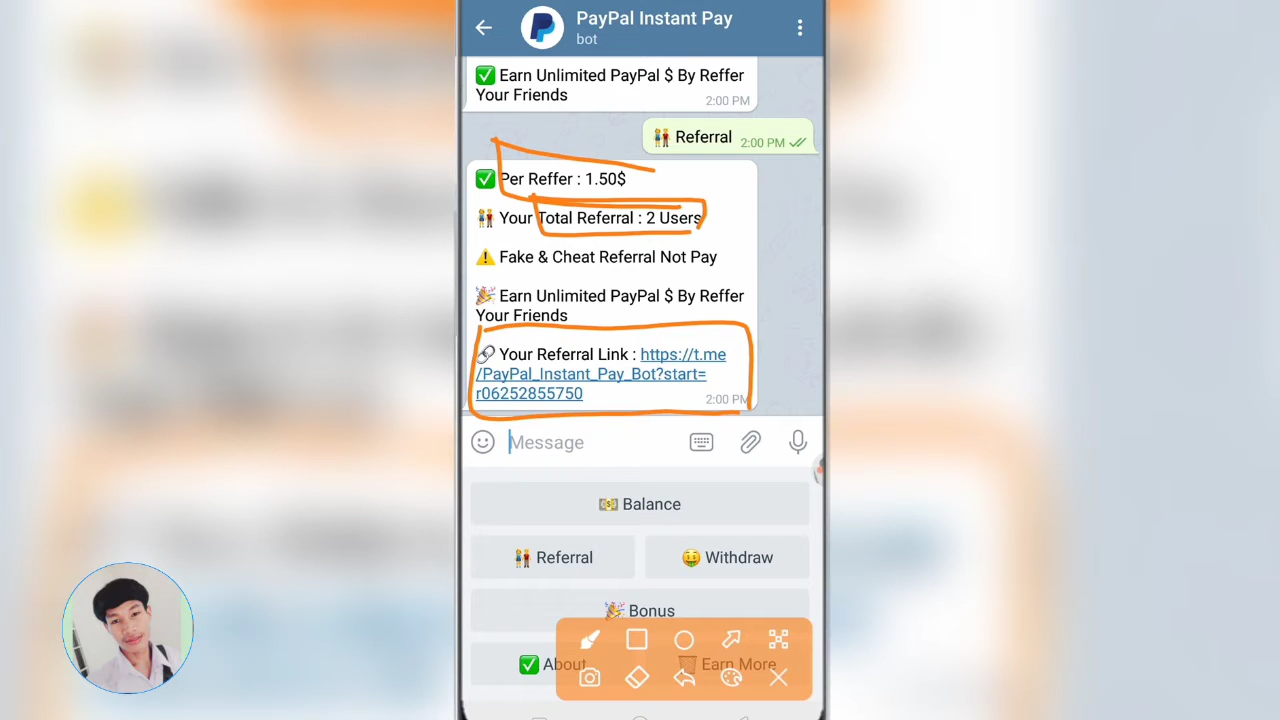 PayPal Instant Pay
bot
✅ Earn Unlimited PayPal $ By Reffer
Your Friends
2:00 PM
👫 Referral 2:00 PM
✅ Per Reffer : 1.50$
👬 Your Total Referral : 2 Users
⚠️ Fake & Cheat Referral Not Pay
🎉 Earn Unlimited PayPal $ By Reffer
Your Friends
🔗 Your Referral Link : https://t.me
/PayPal_Instant_Pay_Bot?start=
r06252855750
2:00 PM
Message
💵 Balance
👫 Referral
🤑 Withdraw
🎉 Bonus
✅ About
Earn More